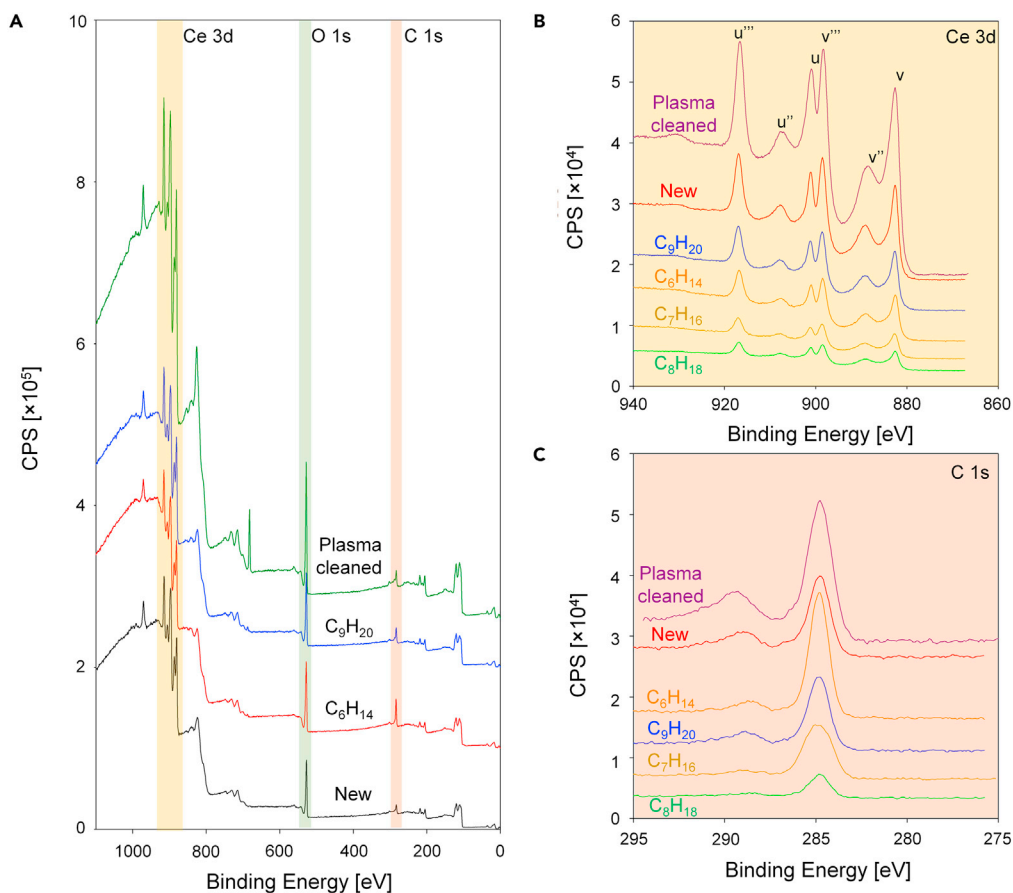 A
Ce 3d
O 1s
C 1s
10
8
6
4
2
0
CPS [×10⁵]
Plasma
cleaned
C₉H₂₀
C₆H₁₄
New
1000
800
600
400
200
0
Binding Energy [eV]
B
Ce 3d
6
5
4
3
2
1
0
CPS [×10⁴]
u'''
u''
u
v'''
v''
v
Plasma
cleaned
New
C₉H₂₀
C₆H₁₄
C₇H₁₆
C₈H₁₈
940
920
900
880
860
Binding Energy [eV]
C
C 1s
5
4
3
2
1
0
CPS [×10⁴]
Plasma
cleaned
New
C₆H₁₄
C₉H₂₀
C₇H₁₆
C₈H₁₈
295
290
285
280
275
Binding Energy [eV]